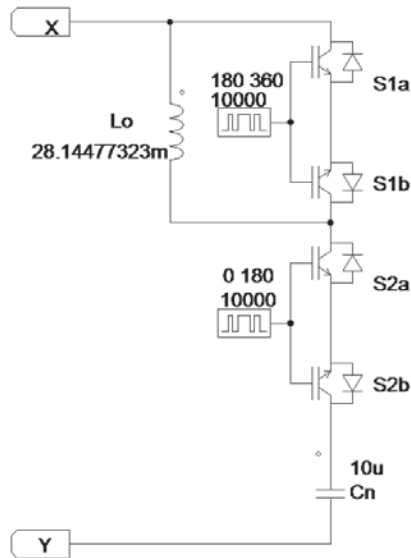 X
180 360
10000
S1a
Lo
28.14477323m
S1b
0 180
10000
S2a
S2b
10u
Cn
Y